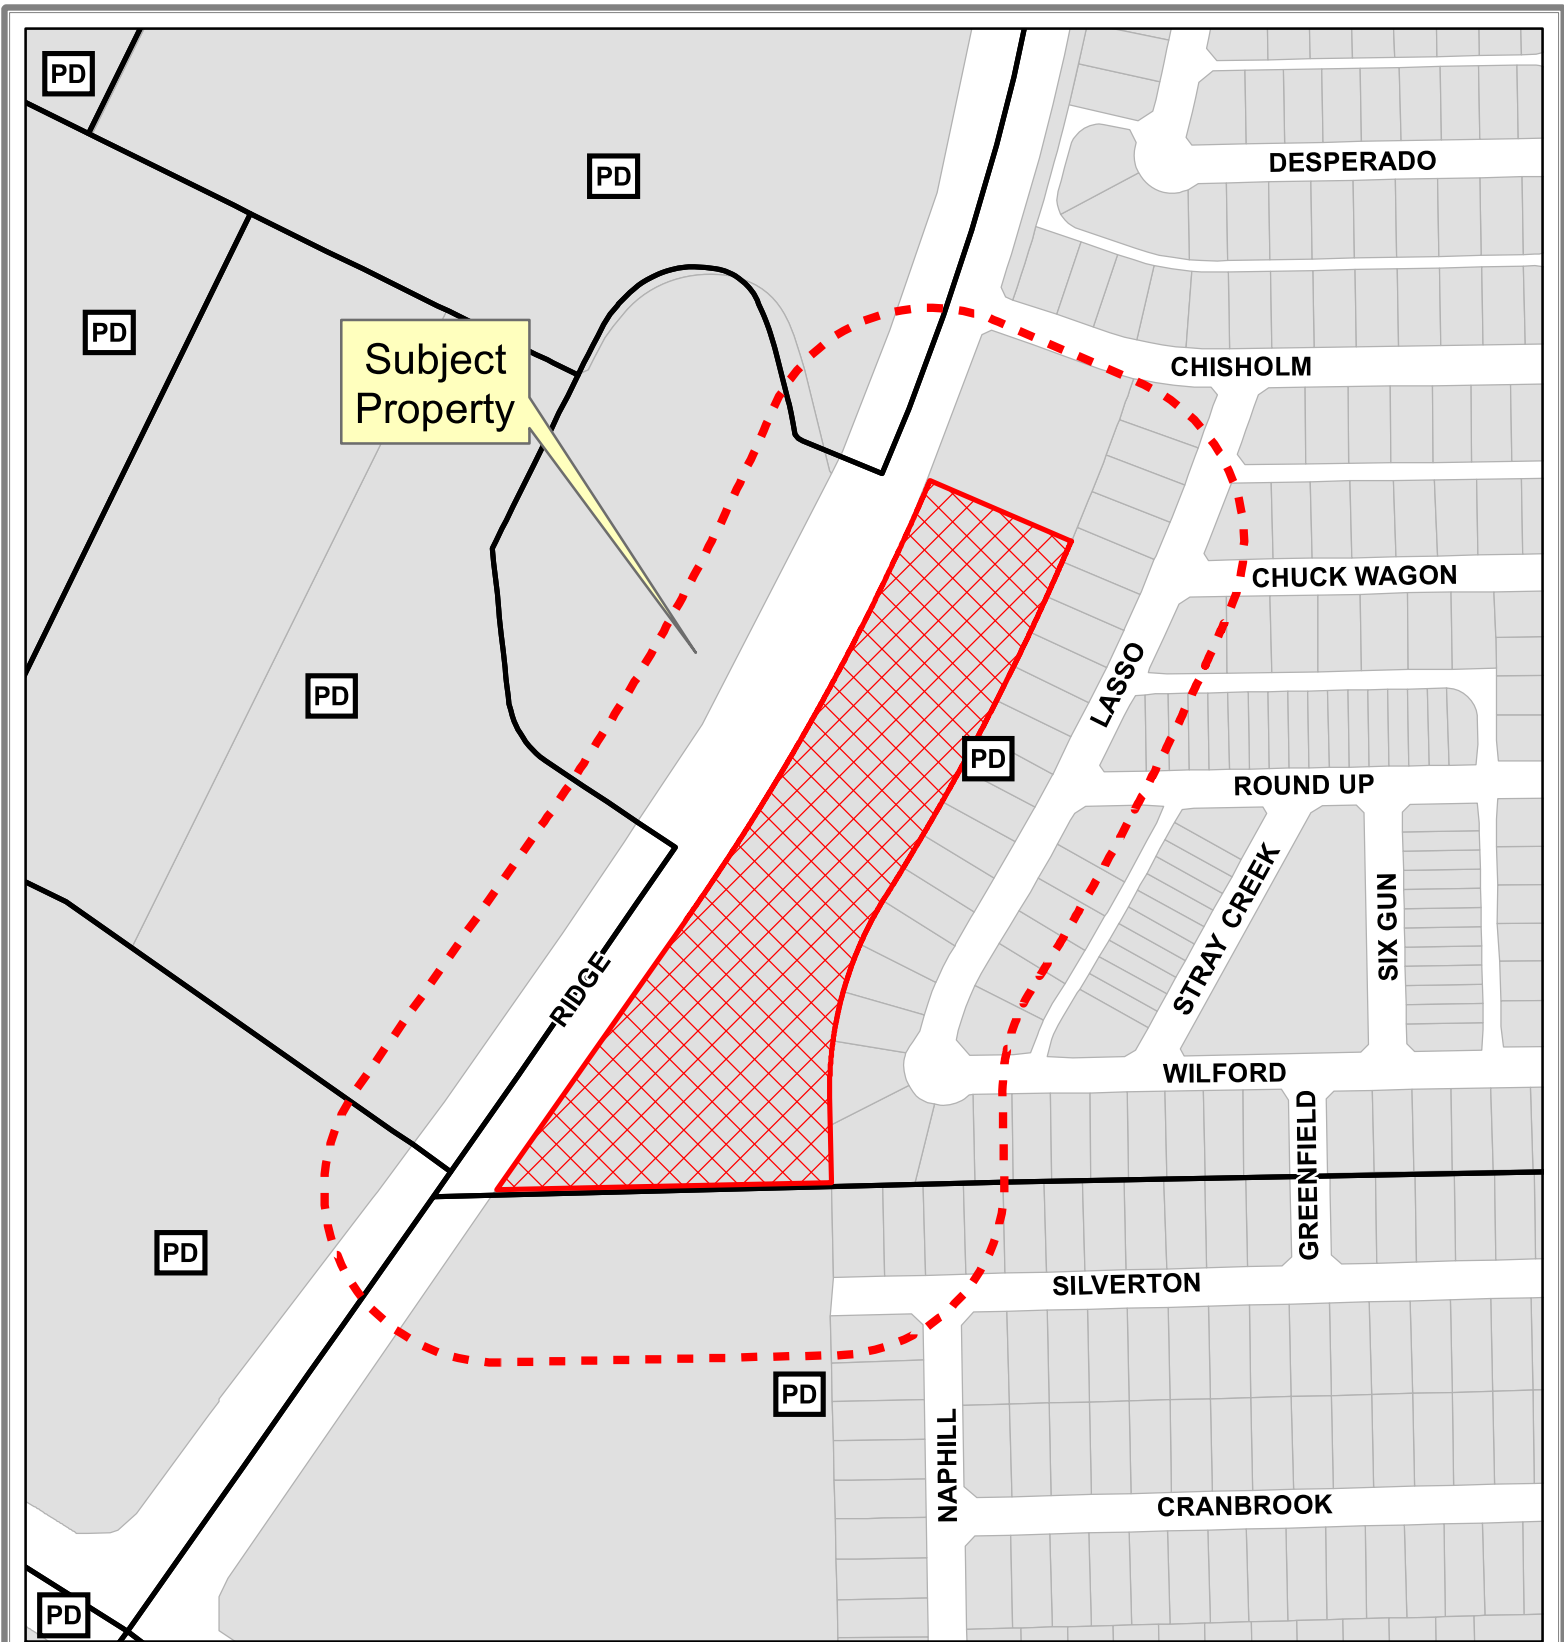 PD
DESPERADO
PD
PD
Subject
Property
CHISHOLM
CHUCK WAGON
LASSO
PD
PD
ROUND UP
STRAY CREEK
SIX GUN
RIDGE
WILFORD
GREENFIELD
PD
SILVERTON
PD
NAPHILL
CRANBROOK
PD